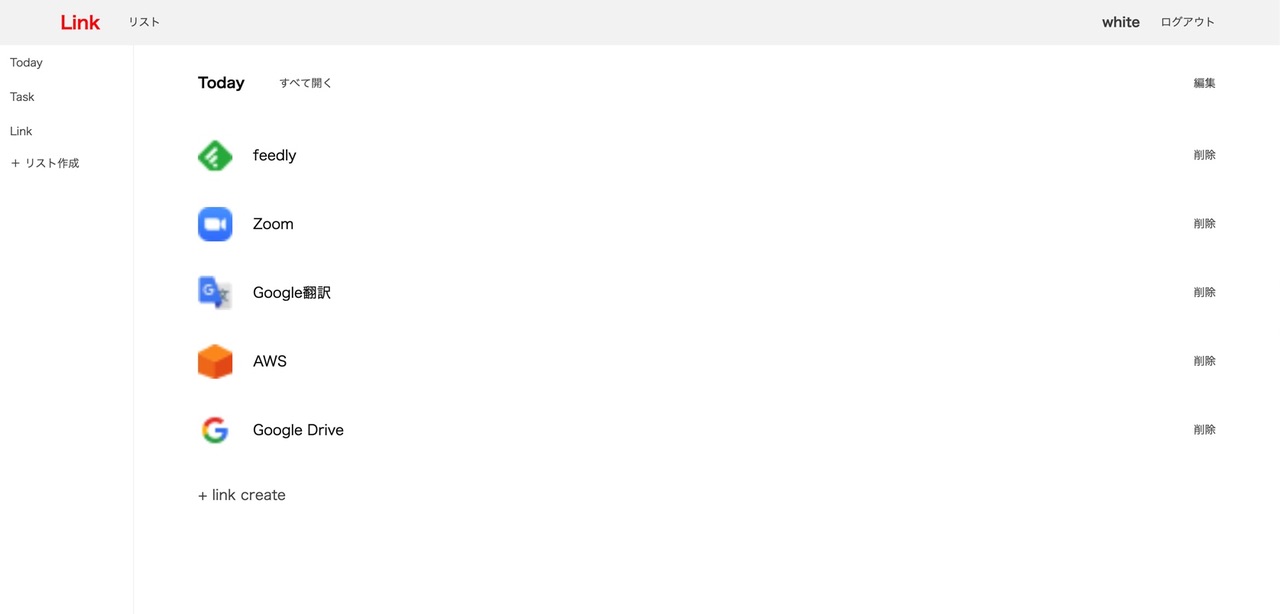 Link リスト white ログアウト
Today
Task
Link
+ リスト作成
Today すべて開く 編集
feedly 削除
Zoom 削除
Google翻訳 削除
AWS 削除
Google Drive 削除
+ link create